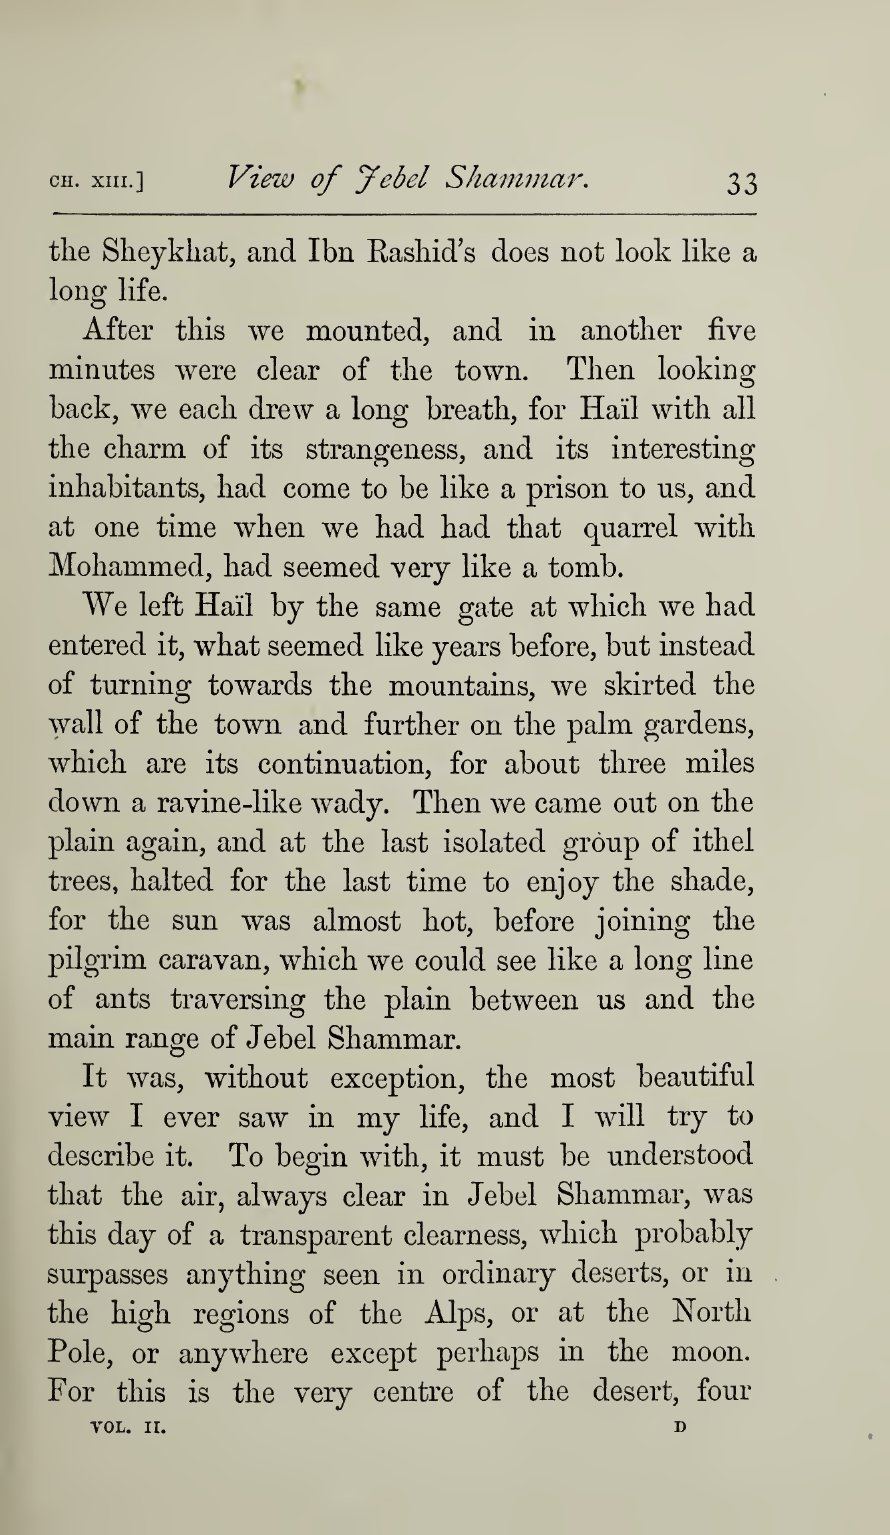 CH. XIII.] View of Jebel Shammar. 33
the Sheykhat, and Ibn Rashid's does not look like a
long life.
After this we mounted, and in another five
minutes were clear of the town. Then looking
back, we each drew a long breath, for Haïl with all
the charm of its strangeness, and its interesting
inhabitants, had come to be like a prison to us, and
at one time when we had had that quarrel with
Mohammed, had seemed very like a tomb.
We left Haïl by the same gate at which we had
entered it, what seemed like years before, but instead
of turning towards the mountains, we skirted the
wall of the town and further on the palm gardens,
which are its continuation, for about three miles
down a ravine-like wady. Then we came out on the
plain again, and at the last isolated group of ithel
trees, halted for the last time to enjoy the shade,
for the sun was almost hot, before joining the
pilgrim caravan, which we could see like a long line
of ants traversing the plain between us and the
main range of Jebel Shammar.
It was, without exception, the most beautiful
view I ever saw in my life, and I will try to
describe it. To begin with, it must be understood
that the air, always clear in Jebel Shammar, was
this day of a transparent clearness, which probably
surpasses anything seen in ordinary deserts, or in
the high regions of the Alps, or at the North
Pole, or anywhere except perhaps in the moon.
For this is the very centre of the desert, four
VOL. II. D